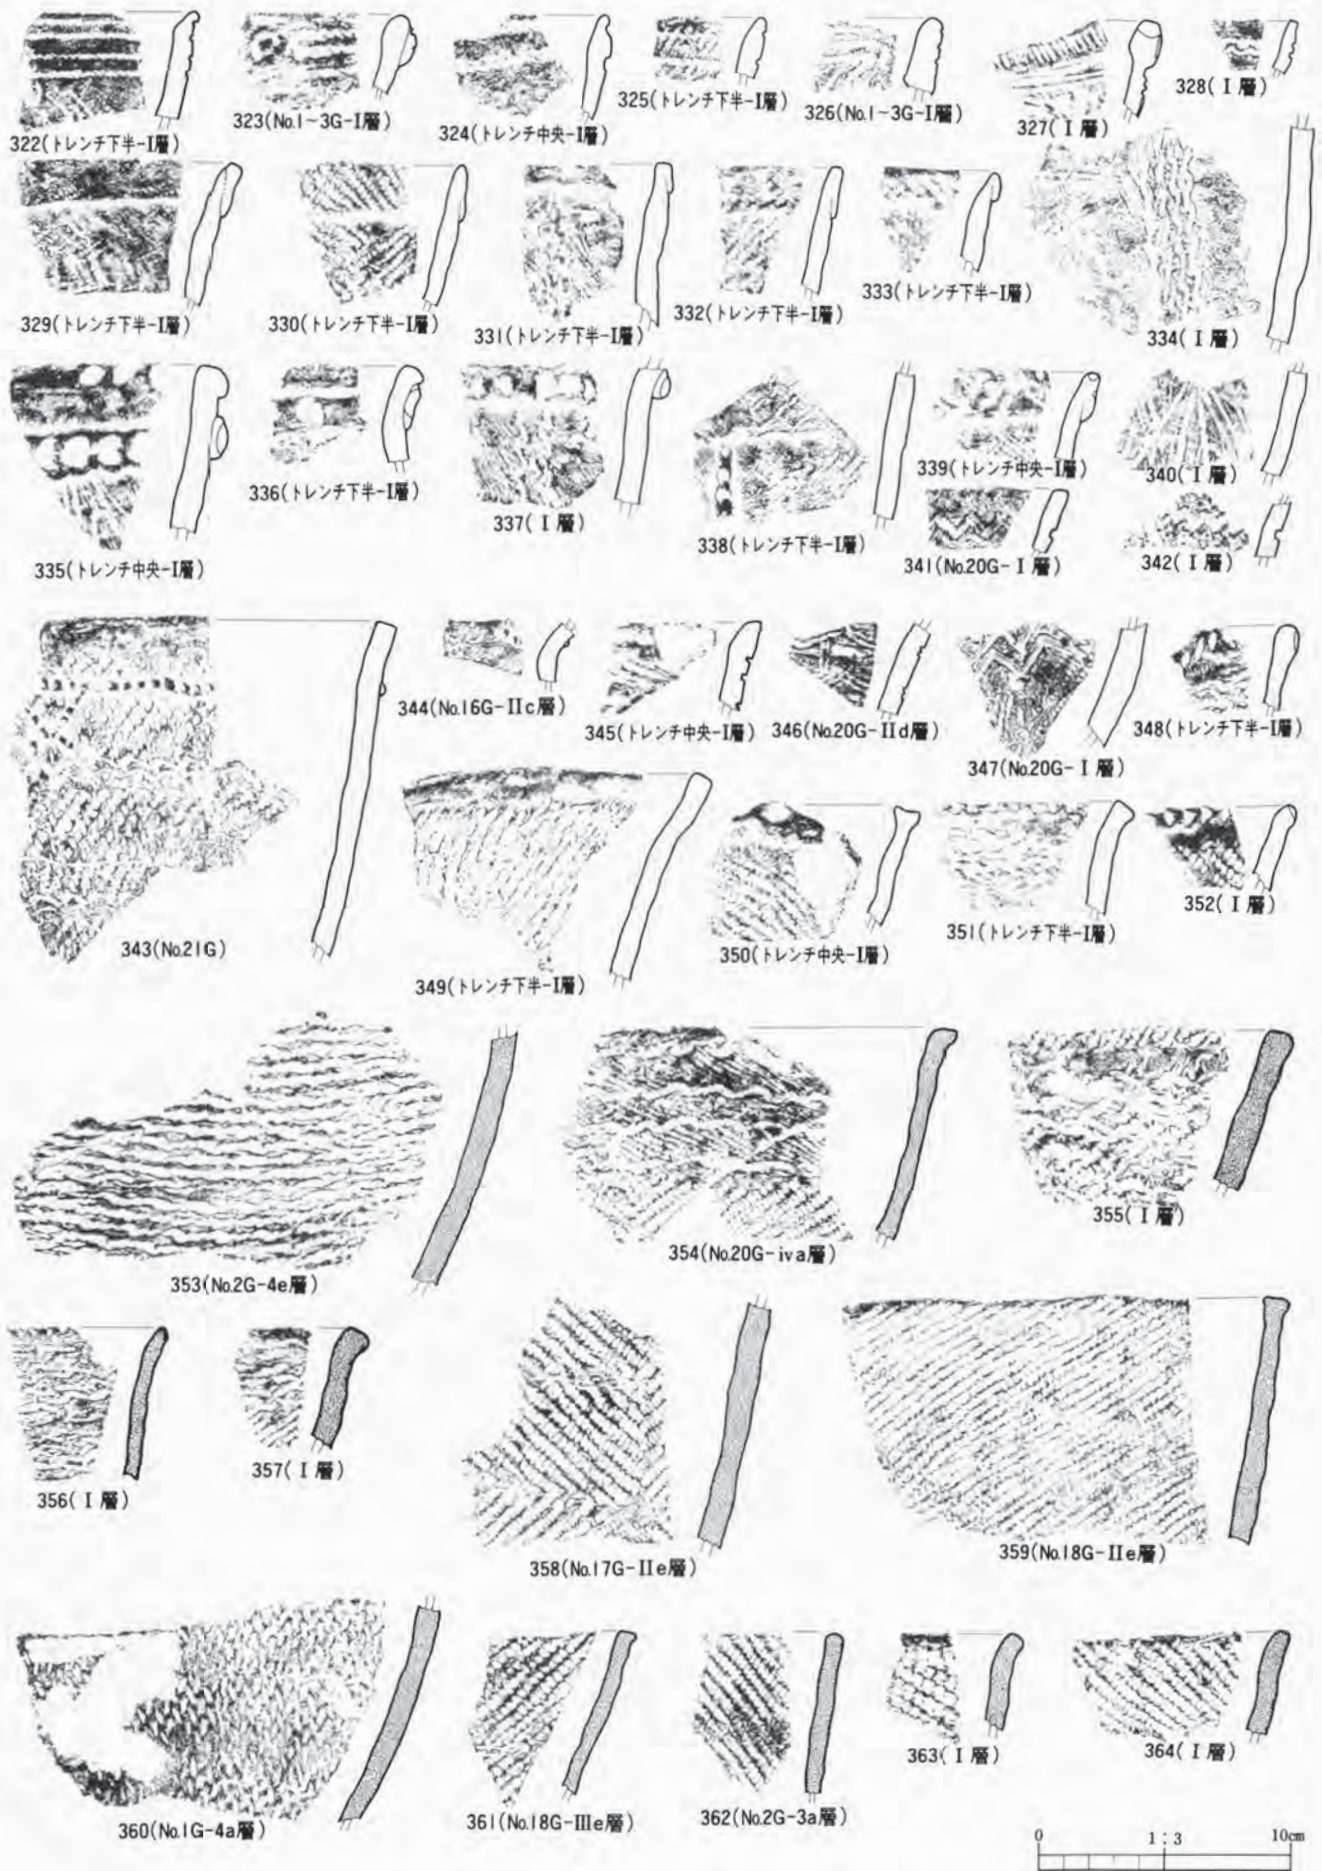 322(トレンチ下半-Ⅰ層)
323(No.1~3G-Ⅰ層)
324(トレンチ中央-Ⅰ層)
325(トレンチ下半-Ⅰ層)
326(No.1~3G-Ⅰ層)
327(Ⅰ層)
328(Ⅰ層)
329(トレンチ下半-Ⅰ層)
330(トレンチ下半-Ⅰ層)
331(トレンチ下半-Ⅰ層)
332(トレンチ下半-Ⅰ層)
333(トレンチ下半-Ⅰ層)
334(Ⅰ層)
335(トレンチ中央-Ⅰ層)
336(トレンチ下半-Ⅰ層)
337(Ⅰ層)
338(トレンチ下半-Ⅰ層)
339(トレンチ中央-Ⅰ層)
340(Ⅰ層)
341(No.20G-Ⅰ層)
342(Ⅰ層)
343(No.21G)
344(No.16G-IIc層)
345(トレンチ中央-Ⅰ層)
346(No.20G-IId層)
347(No.20G-Ⅰ層)
348(トレンチ下半-Ⅰ層)
349(トレンチ下半-Ⅰ層)
350(トレンチ中央-Ⅰ層)
351(トレンチ下半-Ⅰ層)
352(Ⅰ層)
353(No.2G-4e層)
354(No.20G-iva層)
355(Ⅰ層)
356(Ⅰ層)
357(Ⅰ層)
358(No.17G-IIe層)
359(No.18G-IIe層)
360(No.1G-4a層)
361(No.18G-IIIe層)
362(No.2G-3a層)
363(Ⅰ層)
364(Ⅰ層)
0 1:3 10cm